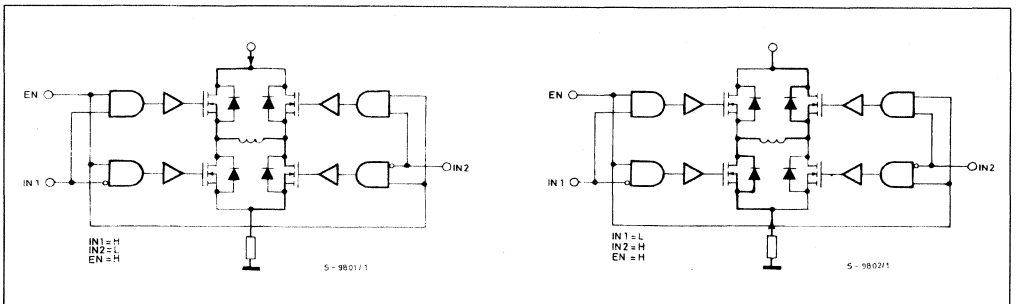 EN
IN 1
IN2
IN1=H
IN2=L
EN =H
S - 9801/1
EN
IN 1
IN2
IN1=L
IN2=H
EN =H
S - 9802/1